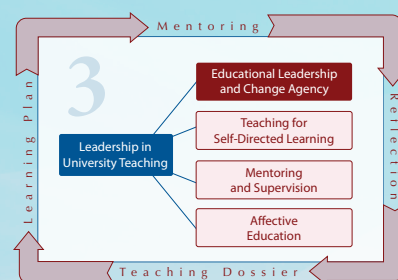 Mentoring
Learning Plan
3
Educational Leadership
and Change Agency
Teaching for
Self-Directed Learning
Leadership in
University Teaching
Mentoring
and Supervision
Affective
Education
Reflection
Teaching Dossier